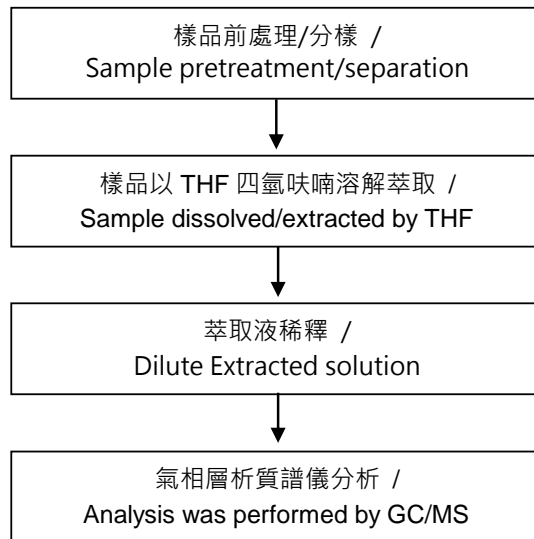 樣品前處理/分樣 /
Sample pretreatment/separation
樣品以 THF 四氫呋喃溶解萃取 /
Sample dissolved/extracted by THF
萃取液稀釋 /
Dilute Extracted solution
氣相層析質譜儀分析 /
Analysis was performed by GC/MS